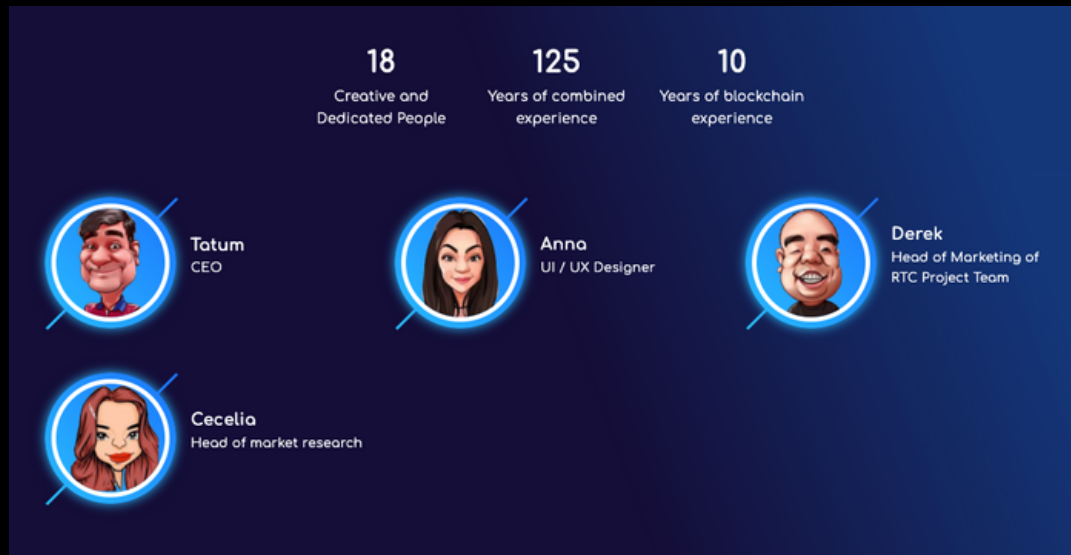 18
Creative and
Dedicated People
125
Years of combined
experience
10
Years of blockchain
experience
Tatum
CEO
Anna
UI / UX Designer
Derek
Head of Marketing of
RTC Project Team
Cecelia
Head of market research